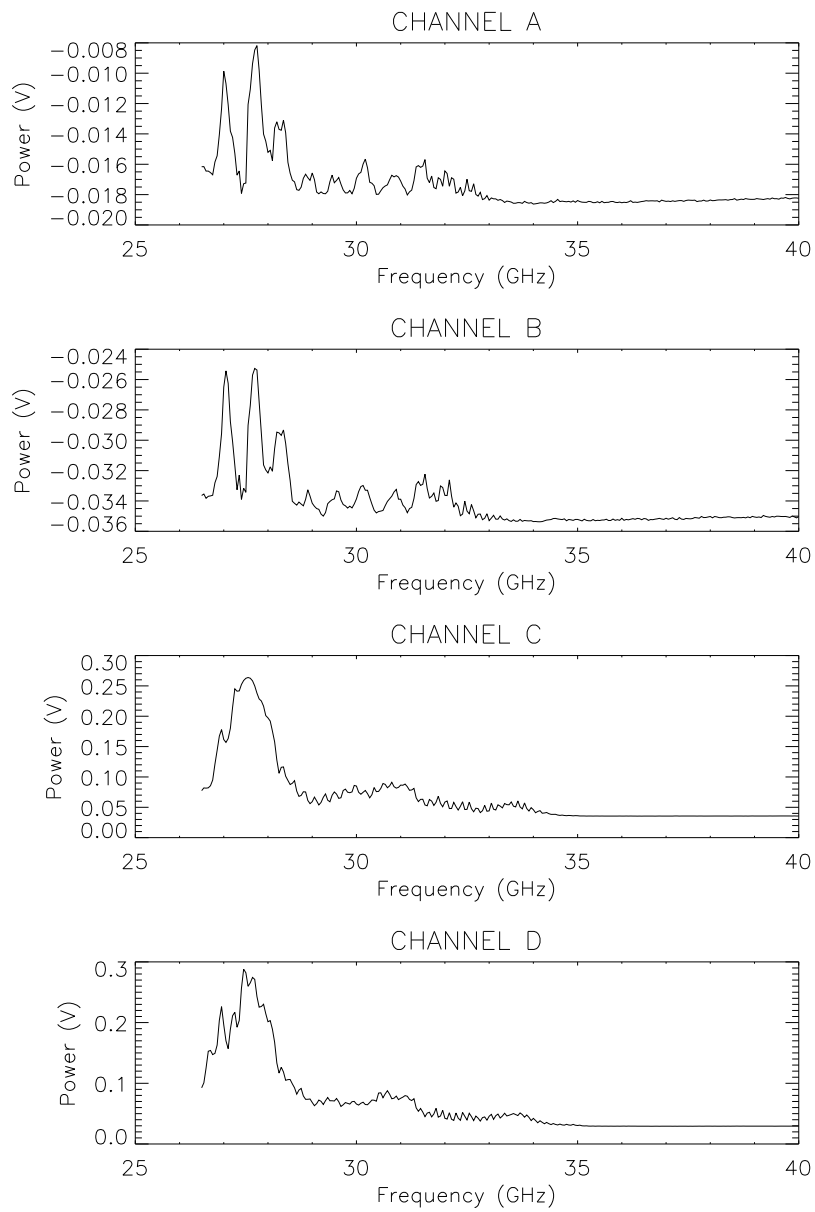 CHANNEL A
−0.008
−0.010
−0.012
−0.014
−0.016
−0.018
−0.020
Power (V)
25 30 35 40
Frequency (GHz)
CHANNEL B
−0.024
−0.026
−0.028
−0.030
−0.032
−0.034
−0.036
Power (V)
25 30 35 40
Frequency (GHz)
CHANNEL C
0.30
0.25
0.20
0.15
0.10
0.05
0.00
Power (V)
25 30 35 40
Frequency (GHz)
CHANNEL D
0.3
0.2
0.1
0.0
Power (V)
25 30 35 40
Frequency (GHz)